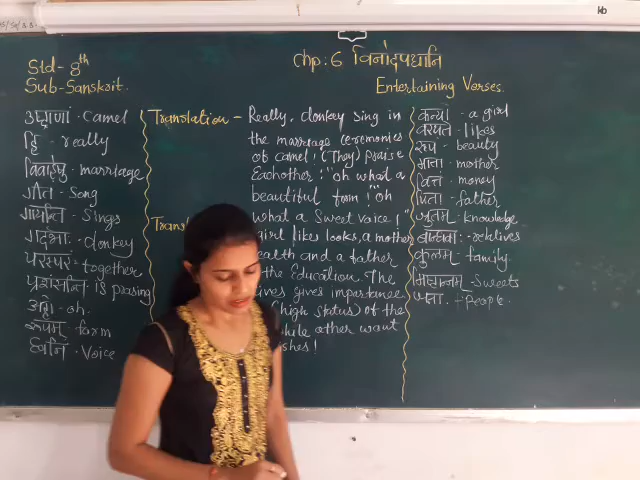 Std- 8th
Sub- Sanskrit.
Chp: 6 विनोदपद्यानि
Entertaining Verses.
उष्ट्राणां - Camel
हि - really
विवाहेषु - marriage
गीत - Song
गायन्ति - Sings
गर्दभाः - donkey
परस्परं - together
प्रशंसन्ति is prasing
अहो - oh.
रूपम् form
ध्वनि - Voice
Translation - Really, donkey sing in
the marriage ceremonies
of camel! (They) praise
Eachother! "oh what a
beautiful form! "oh
what a Sweet voice!"
girl likes looks, a mother
ealth and a father
the Education. The
ives gives importance
(high status) of the
while other want
shes!
कन्या - a girl
वरयते - likes
रूपं - beauty
माता - mother
वित्तं - money
पिता - father
श्रुतम् - knowledge
बान्धवाः - relatives
कुलम् - family
मिष्टान्नम् - Sweets
जनाः - People.